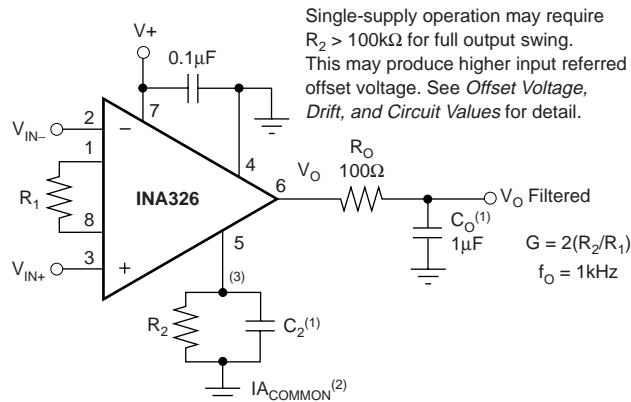 Single-supply operation may require
R2 > 100kΩ for full output swing.
This may produce higher input referred
offset voltage. See Offset Voltage,
Drift, and Circuit Values for detail.
V+
0.1µF
7
VIN–
2
–
1
R1
8
INA326
4
6
VO
RO
100Ω
VO Filtered
CO(1)
1µF
G = 2(R2/R1)
fO = 1kHz
VIN+
3
+
5
(3)
R2
C2(1)
IACOMMON(2)